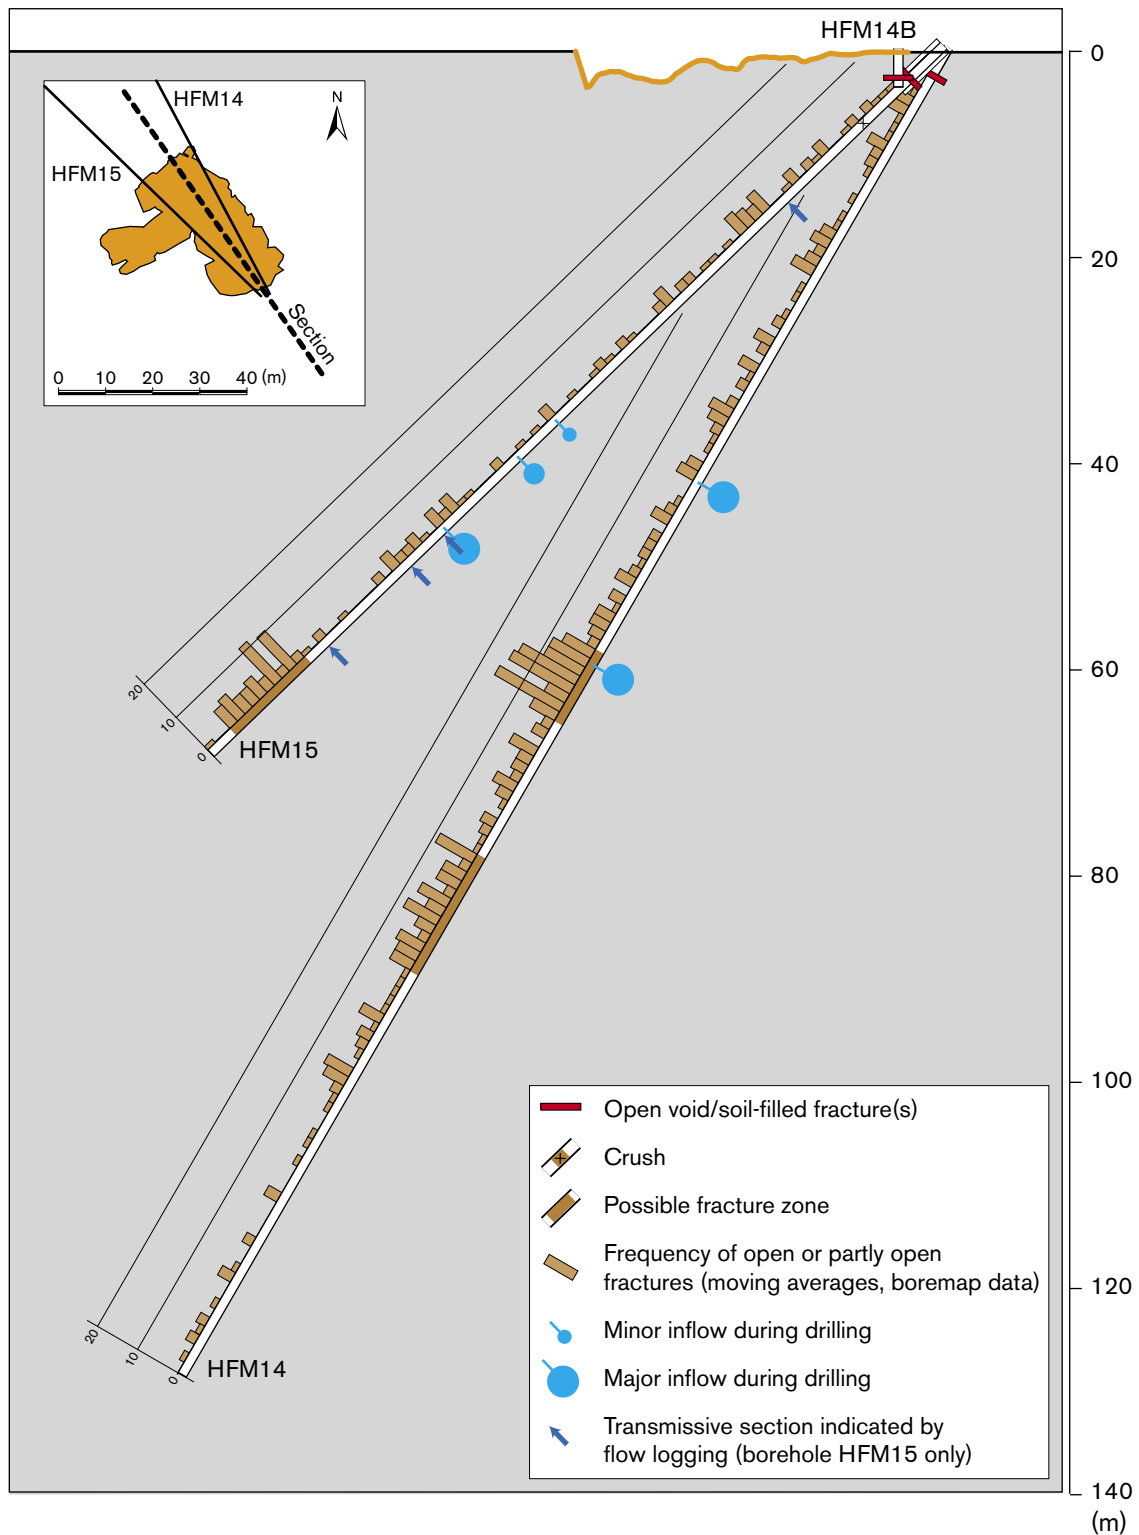 HFM14B
0
20
40
60
80
100
120
140
(m)
HFM14
HFM15
N
Section
0 10 20 30 40 (m)
20
10
0
HFM15
20
10
0
HFM14
Open void/soil-filled fracture(s)
Crush
Possible fracture zone
Frequency of open or partly open
fractures (moving averages, boremap data)
Minor inflow during drilling
Major inflow during drilling
Transmissive section indicated by
flow logging (borehole HFM15 only)